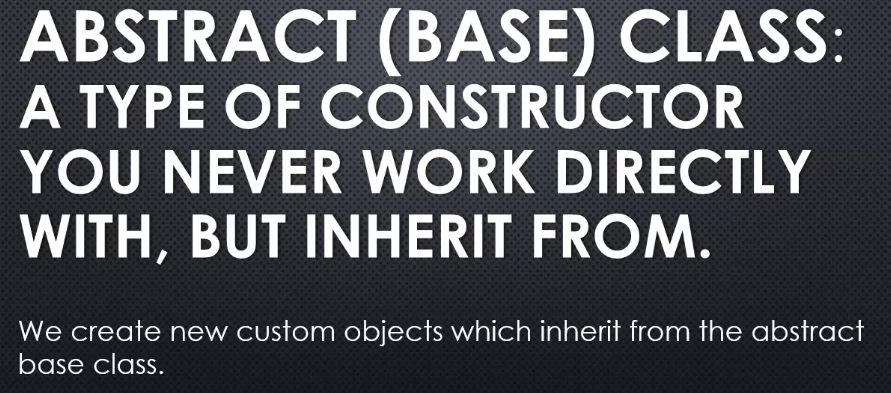 ABSTRACT (BASE) CLASS:
A TYPE OF CONSTRUCTOR
YOU NEVER WORK DIRECTLY
WITH, BUT INHERIT FROM.
We create new custom objects which inherit from the abstract
base class.